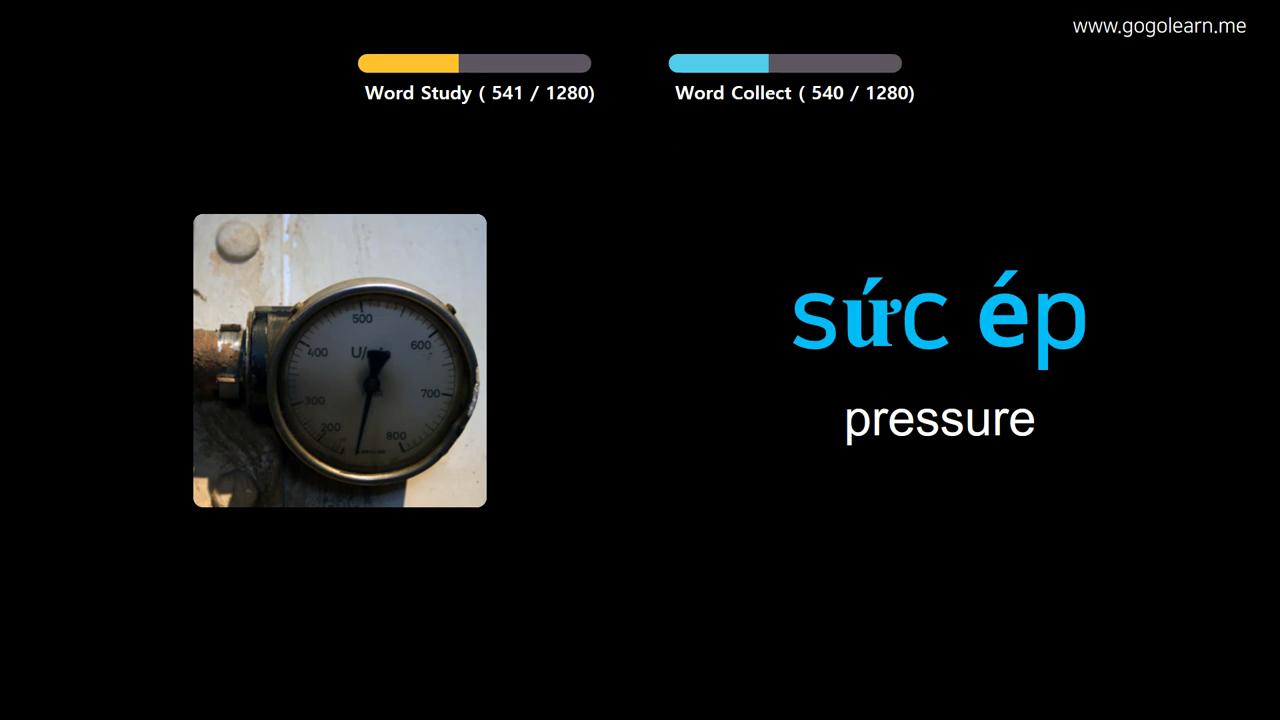 www.gogolearn.me
Word Study ( 541 / 1280)
Word Collect ( 540 / 1280)
sức ép
pressure
500
400
600
300
700
200
800